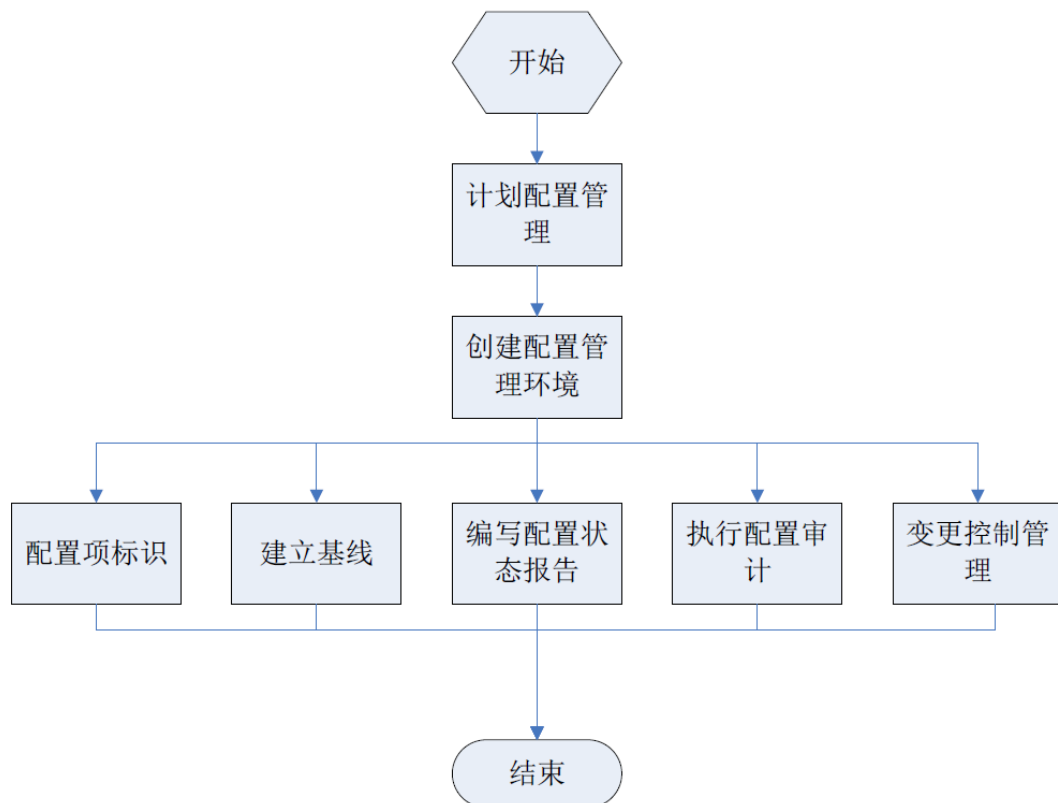 开始
计划配置管
理
创建配置管
理环境
配置项标识
建立基线
编写配置状
态报告
执行配置审
计
变更控制管
理
结束